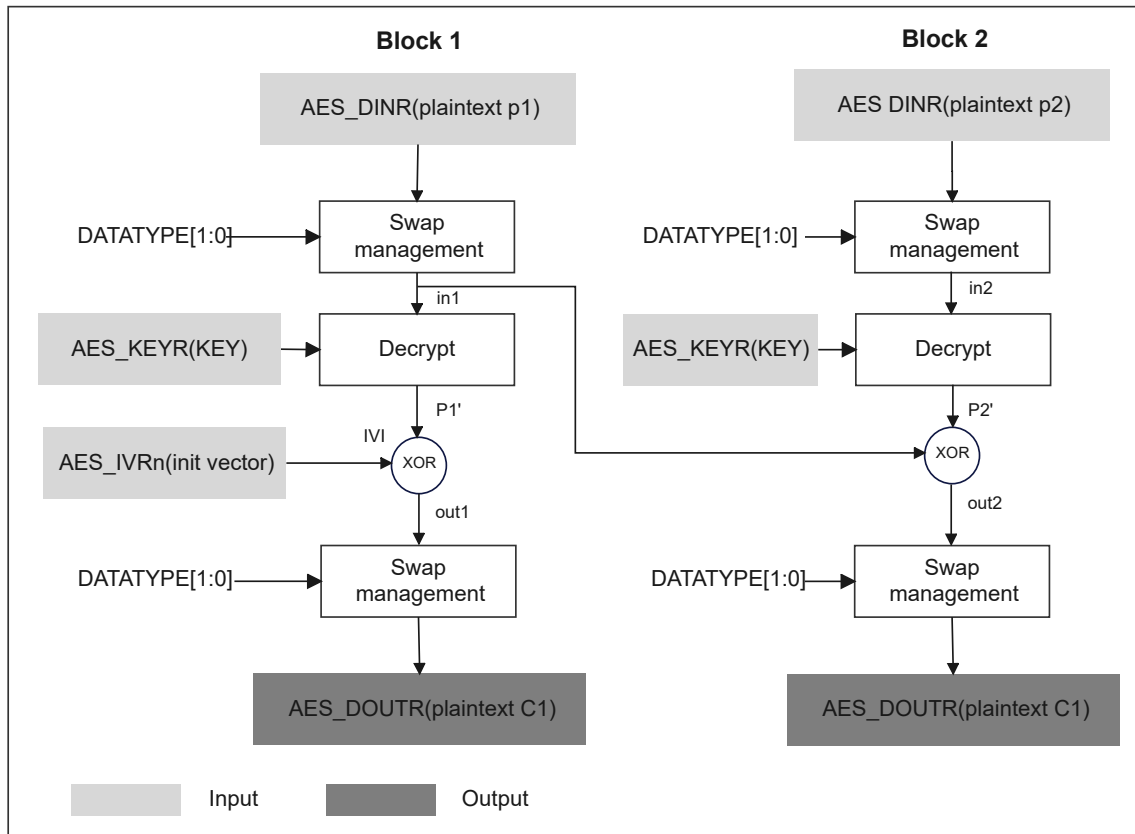 Block 1
AES_DINR(plaintext p1)
DATATYPE[1:0]
Swap
management
in1
AES_KEYR(KEY)
Decrypt
P1'
IVI
AES_IVRn(init vector)
XOR
out1
DATATYPE[1:0]
Swap
management
AES_DOUTR(plaintext C1)
Block 2
AES DINR(plaintext p2)
DATATYPE[1:0]
Swap
management
in2
AES_KEYR(KEY)
Decrypt
P2'
XOR
out2
DATATYPE[1:0]
Swap
management
AES_DOUTR(plaintext C1)
Input
Output